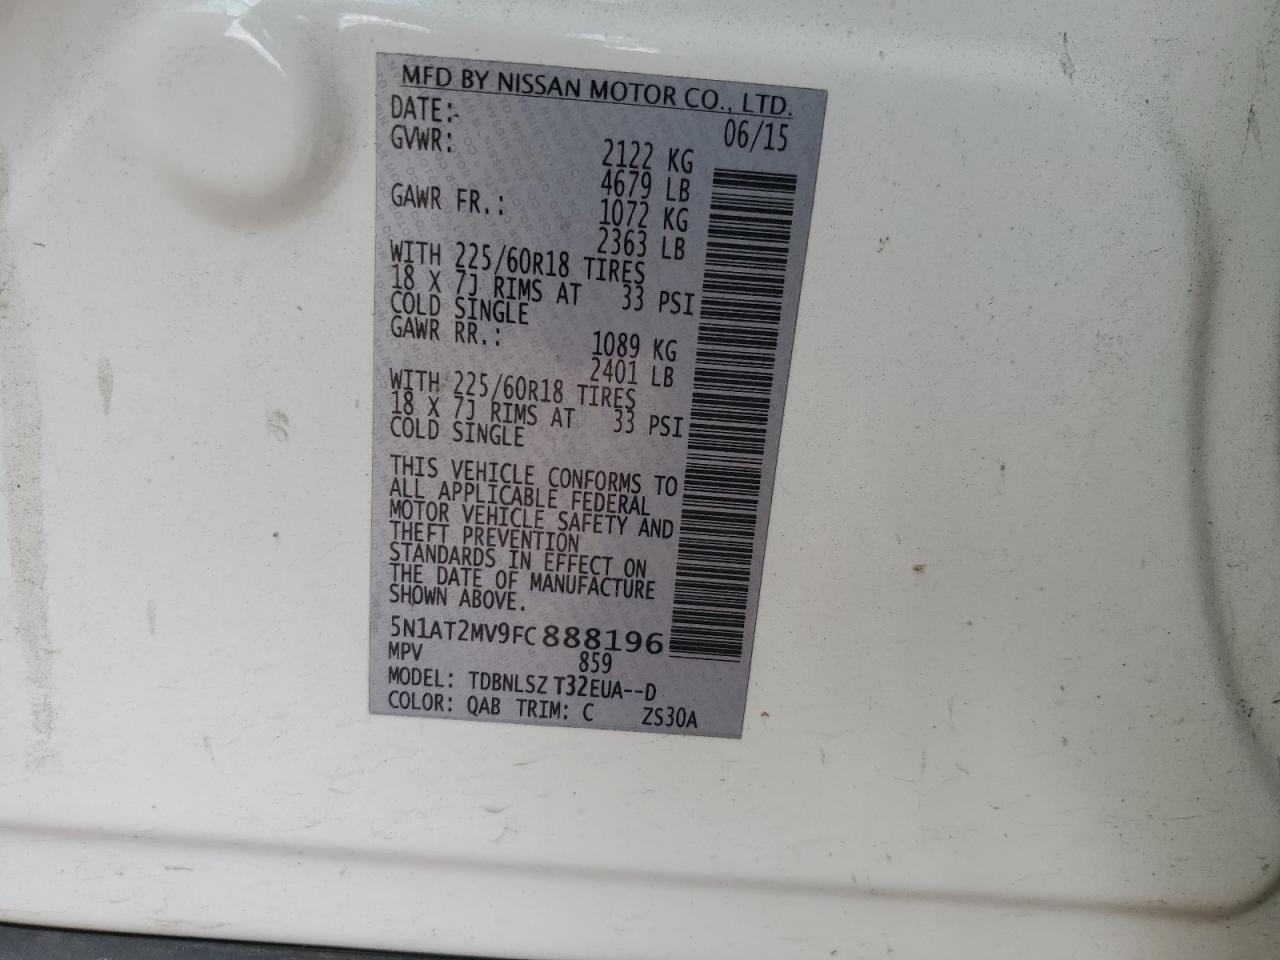 MFD BY NISSAN MOTOR CO., LTD.
DATE: 06/15
GVWR: 2122 KG
4679 LB
GAWR FR.: 1072 KG
2363 LB
WITH 225/60R18 TIRES
18 X 7J RIMS AT 33 PSI
COLD SINGLE
GAWR RR.: 1089 KG
2401 LB
WITH 225/60R18 TIRES
18 X 7J RIMS AT 33 PSI
COLD SINGLE
THIS VEHICLE CONFORMS TO
ALL APPLICABLE FEDERAL
MOTOR VEHICLE SAFETY AND
THEFT PREVENTION
STANDARDS IN EFFECT ON
THE DATE OF MANUFACTURE
SHOWN ABOVE.
5N1AT2MV9FC888196
MPV 859
MODEL: TDBNLSZ T32EUA--D
COLOR: QAB TRIM: C ZS30A